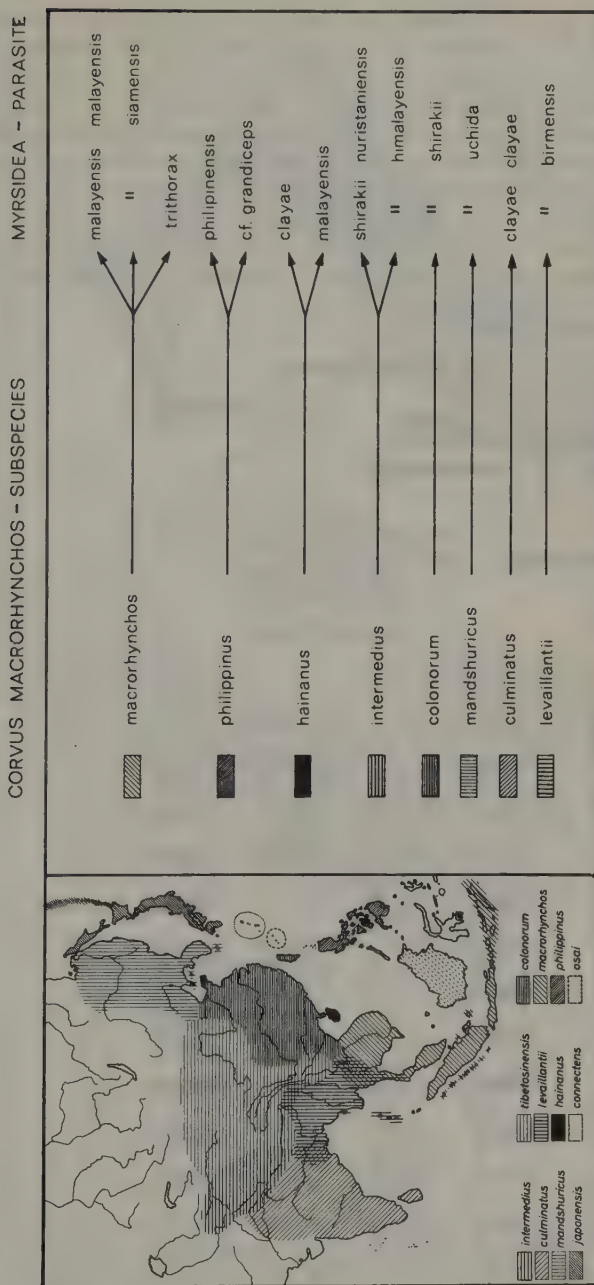 CORVUS MACRORHYNCHOS - SUBSPECIES
MYRSIDEA - PARASITE
macrorhynchos
malayensis malayensis
" siamensis
trithorax
philippinus
philipinensis
cf. grandiceps
hainanus
clayae
malayensis
intermedius
shirakii nuristaniensis
" himalayensis
colonorum
" shirakii
mandshuricus
" uchida
culminatus
clayae clayae
levaillantii
" birmensis
intermedius
culminatus
mandshuricus
japonensis
tibetosinensis
levaillantii
hainanus
connectens
colonorum
macrorhynchos
philippinus
osai